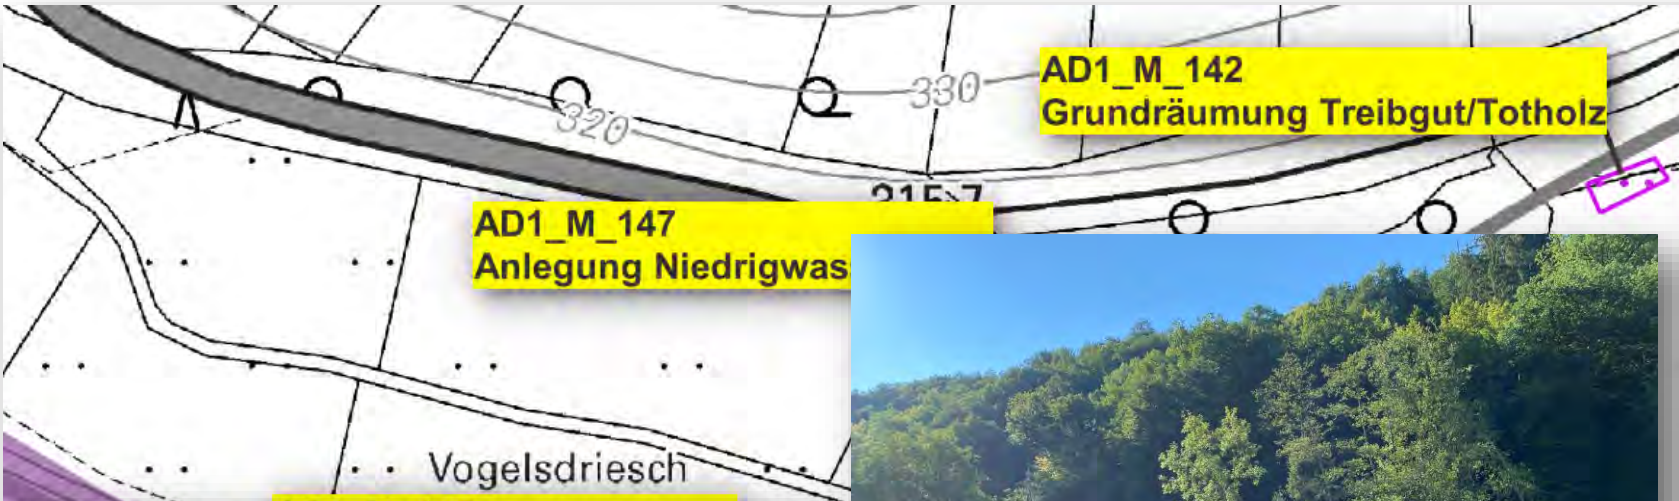 AD1_M_142
Grundräumung Treibgut/Totholz
330
320
AD1_M_147
Anlegung Niedrigwas
Vogelsdriesch